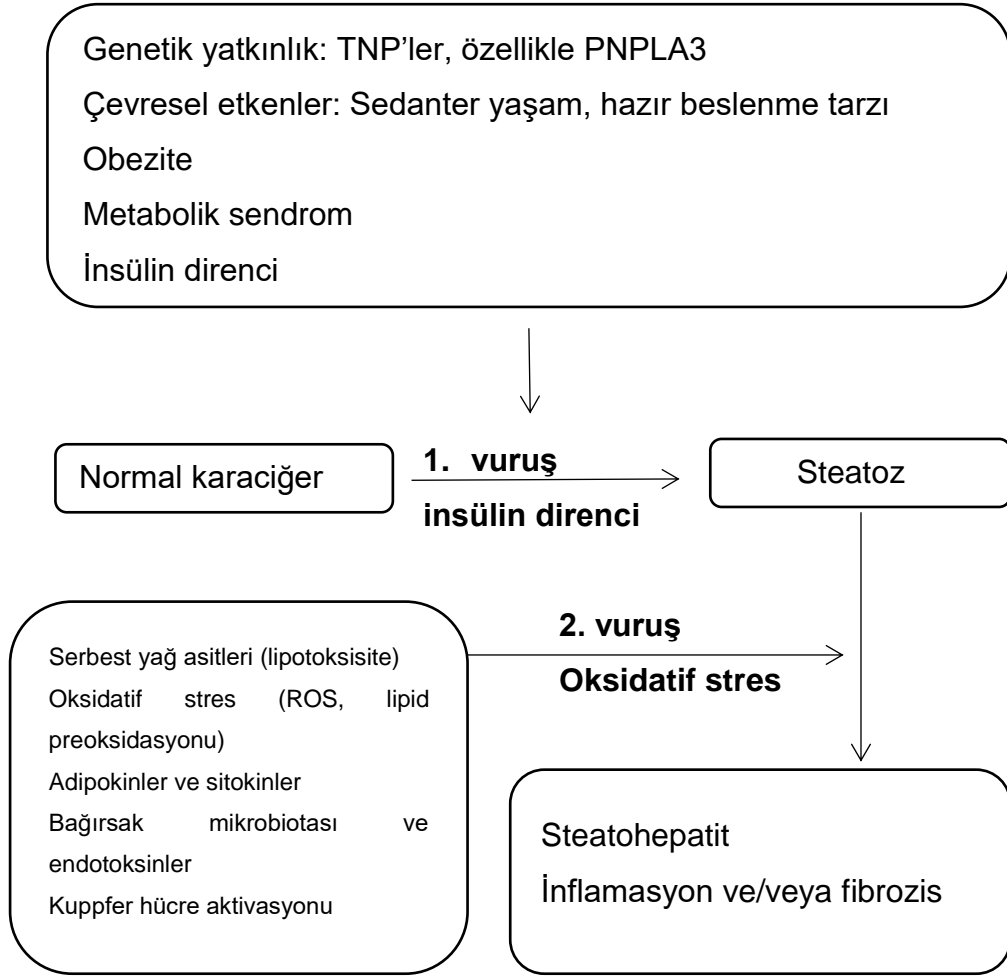 Genetik yatkınlık: TNP’ler, özellikle PNPLA3
Çevresel etkenler: Sedanter yaşam, hazır beslenme tarzı
Obezite
Metabolik sendrom
İnsülin direnci
Normal karaciğer
1. vuruş
insülin direnci
Steatoz
Serbest yağ asitleri (lipotoksisite)
Oksidatif stres (ROS, lipid
preoksidasyonu)
Adipokinler ve sitokinler
Bağırsak mikrobiotası ve
endotoksinler
Kuppfer hücre aktivasyonu
2. vuruş
Oksidatif stres
Steatohepatit
İnflamasyon ve/veya fibrozis